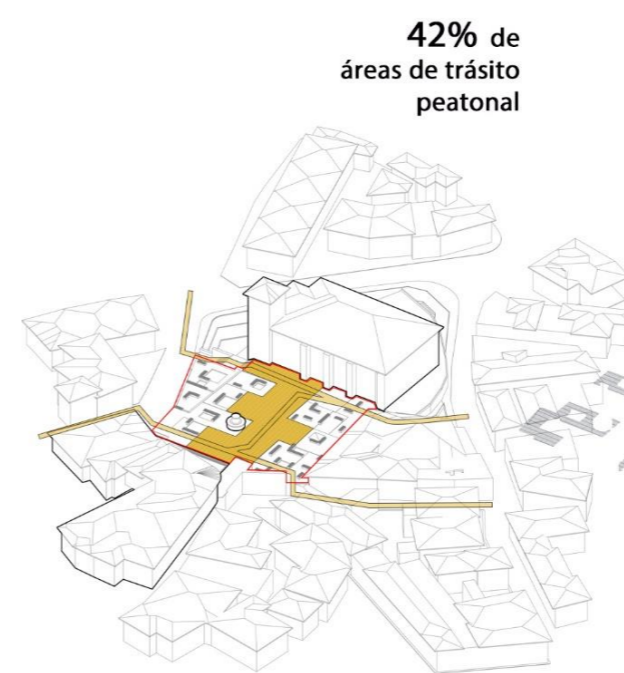 42% de
áreas de trásito
peatonal